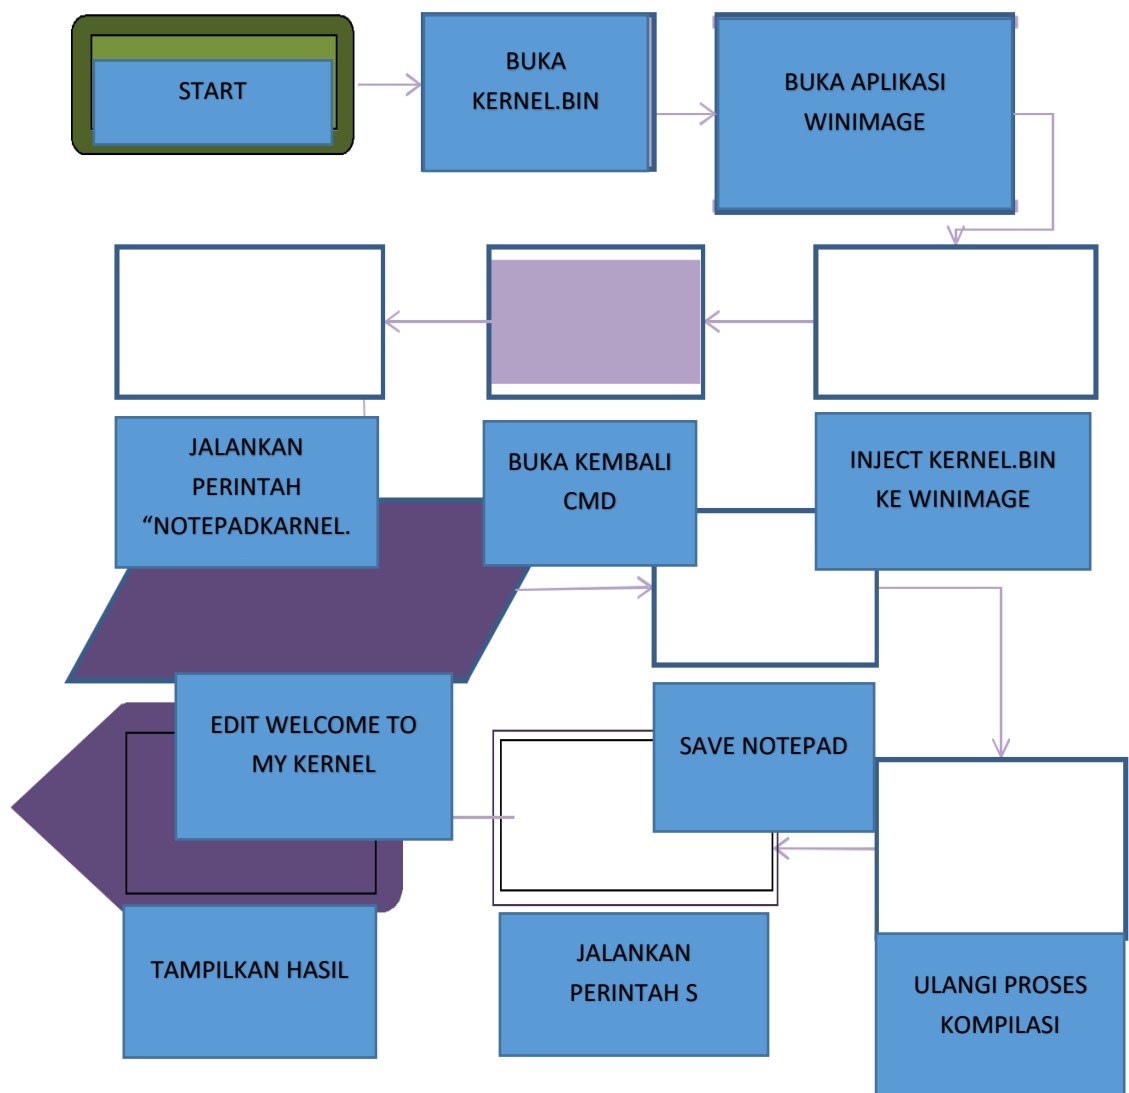 START
BUKA
KERNEL.BIN
BUKA APLIKASI
WINIMAGE
JALANKAN
PERINTAH
“NOTEPADKARNEL.
BUKA KEMBALI
CMD
INJECT KERNEL.BIN
KE WINIMAGE
EDIT WELCOME TO
MY KERNEL
SAVE NOTEPAD
TAMPILKAN HASIL
JALANKAN
PERINTAH S
ULANGI PROSES
KOMPILASI